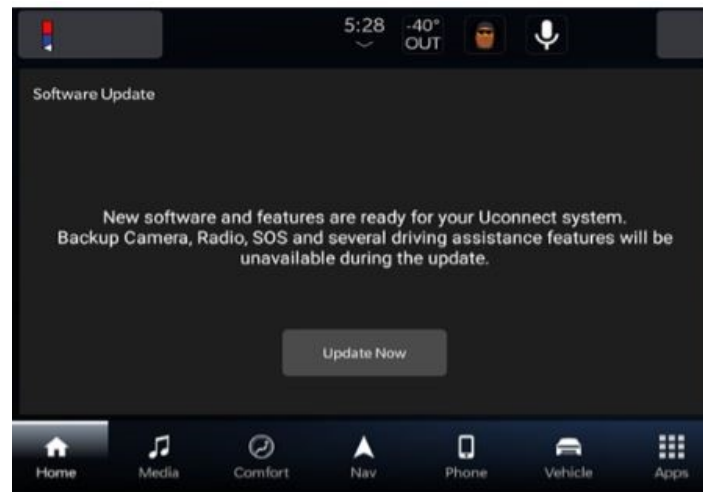 5:28
-40°
OUT
Software Update
New software and features are ready for your Uconnect system.
Backup Camera, Radio, SOS and several driving assistance features will be
unavailable during the update.
Update Now
Home Media Comfort Nav Phone Vehicle Apps